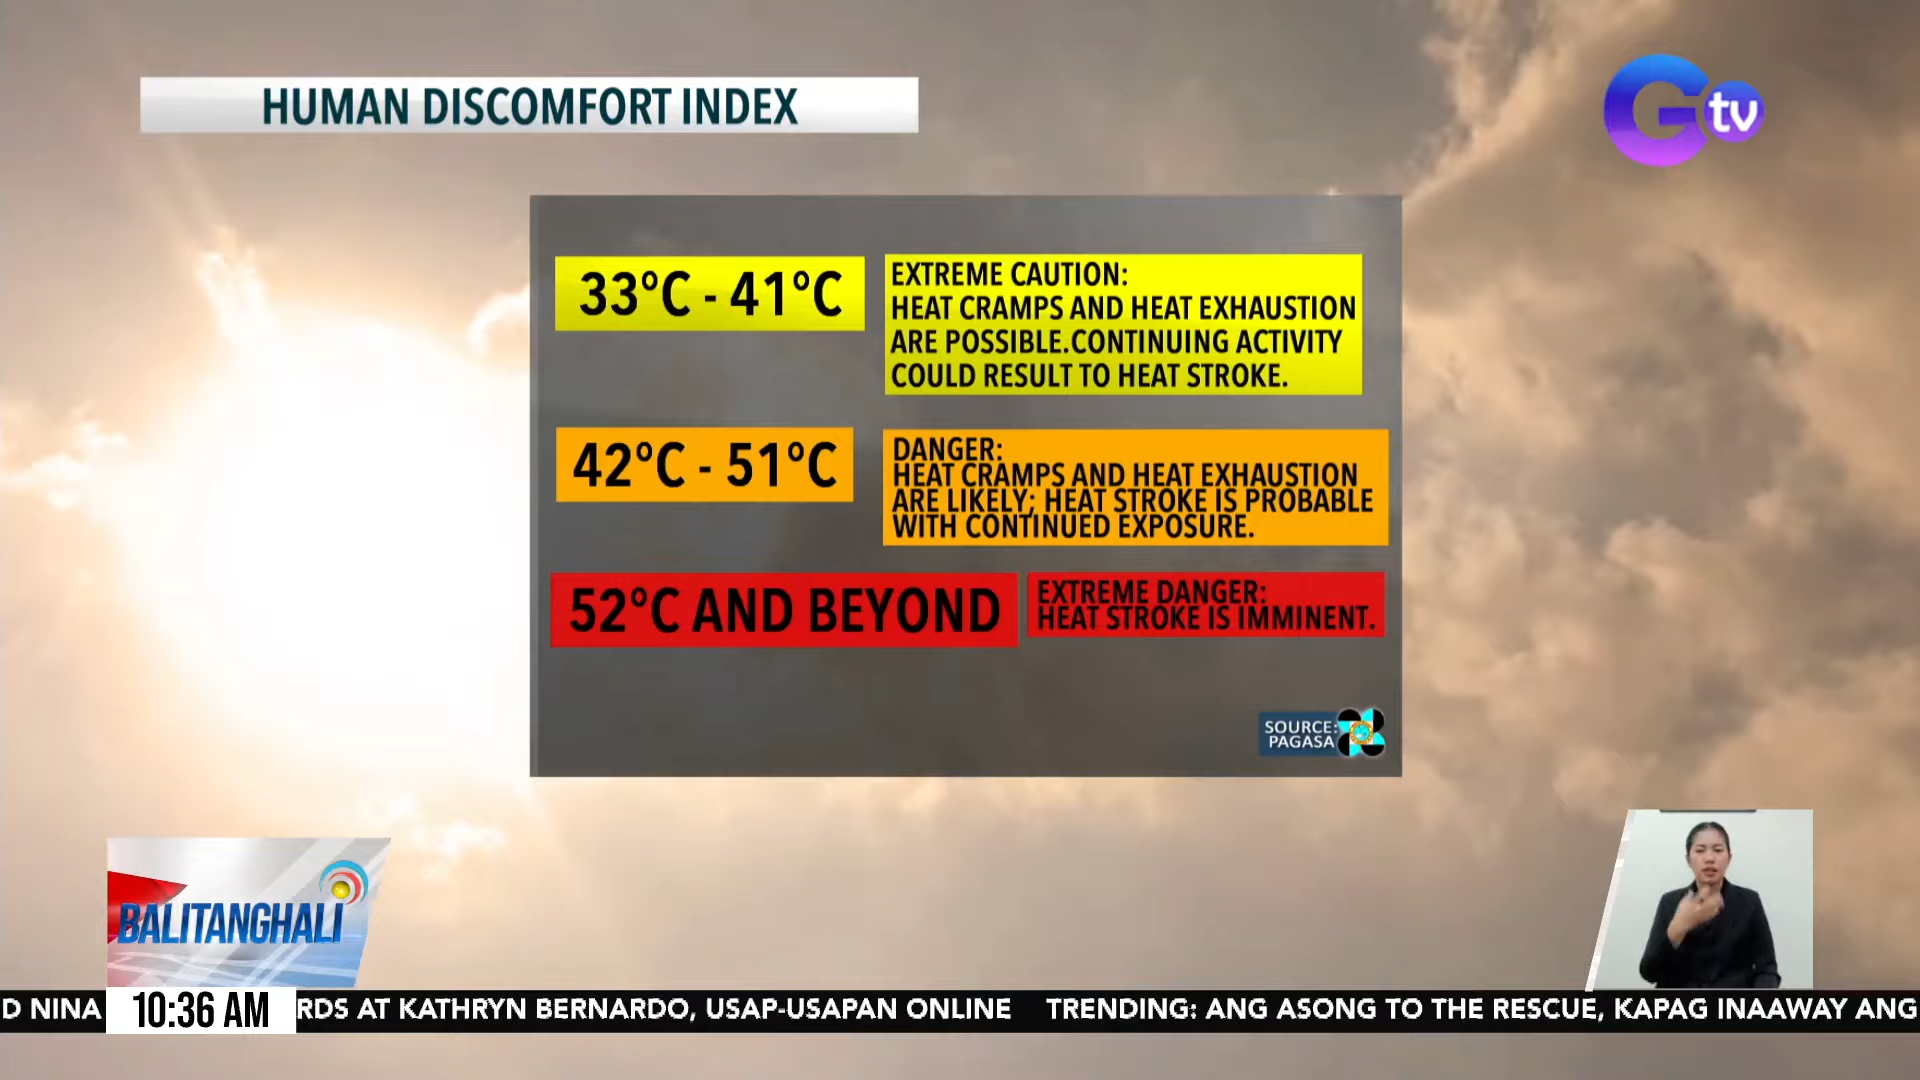 HUMAN DISCOMFORT INDEX
Gtv
33°C - 41°C
EXTREME CAUTION:
HEAT CRAMPS AND HEAT EXHAUSTION
ARE POSSIBLE.CONTINUING ACTIVITY
COULD RESULT TO HEAT STROKE.
42°C - 51°C
DANGER:
HEAT CRAMPS AND HEAT EXHAUSTION
ARE LIKELY; HEAT STROKE IS PROBABLE
WITH CONTINUED EXPOSURE.
52°C AND BEYOND
EXTREME DANGER:
HEAT STROKE IS IMMINENT.
SOURCE:
PAGASA
BALITANGHALI
D NINA
10:36 AM
RDS AT KATHRYN BERNARDO, USAP-USAPAN ONLINE TRENDING: ANG ASONG TO THE RESCUE, KAPAG INAAWAY ANG